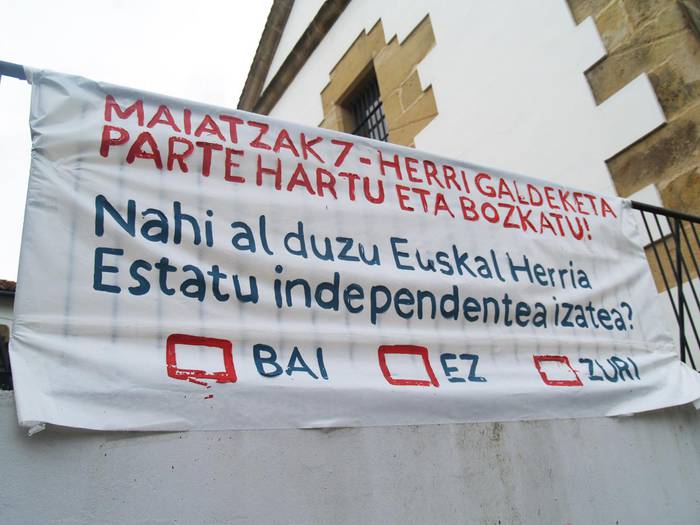 MAIATZAK 7 - HERRI GALDEKETA
PARTE HARTU ETA BOZKATU!
Nahi al duzu Euskal Herria
Estatu independentea izatea?
BAI EZ ZURI